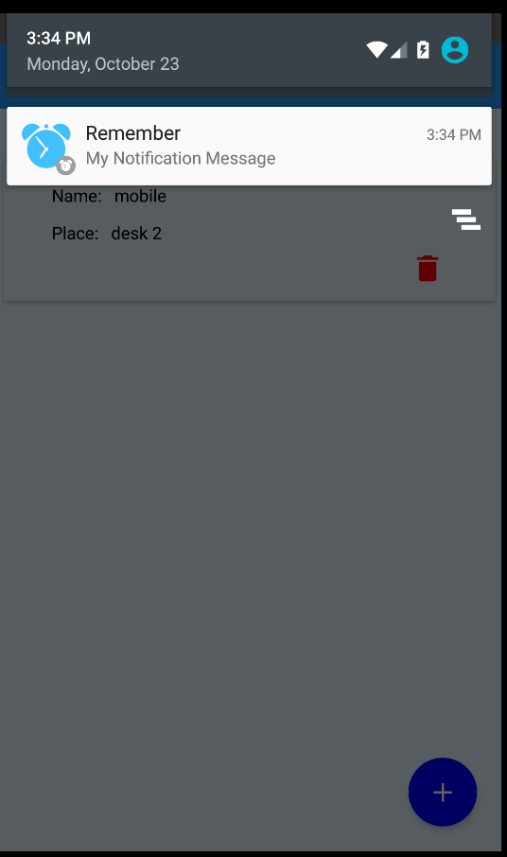 3:34 PM
Monday, October 23
Remember 3:34 PM
My Notification Message
Name: mobile
Place: desk 2